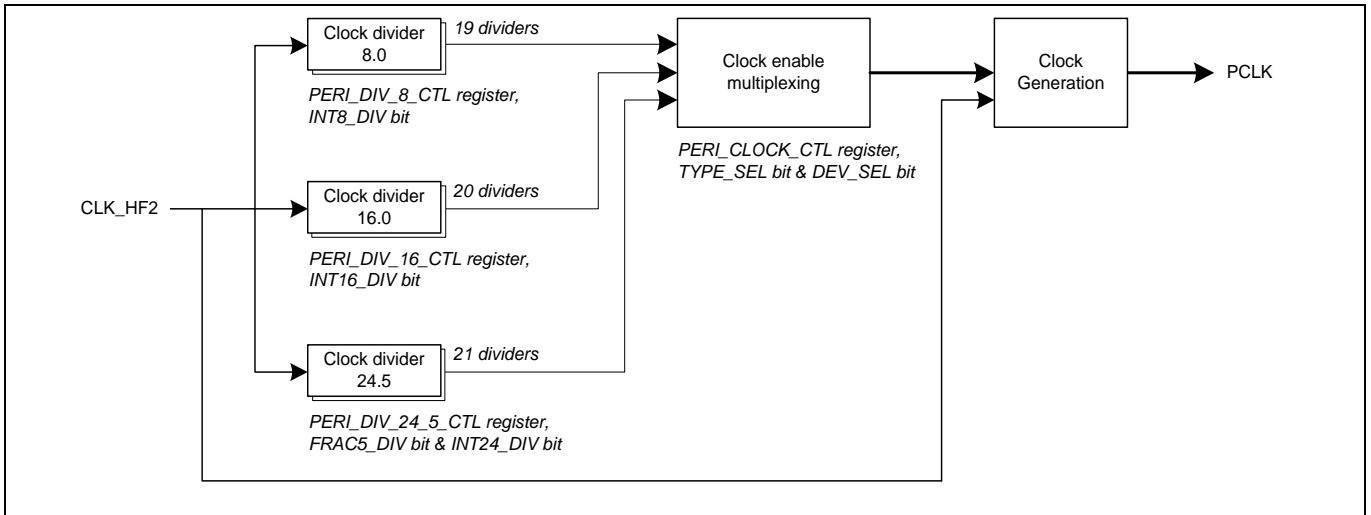 Clock divider
8.0
19 dividers
PERI_DIV_8_CTL register,
INT8_DIV bit
Clock enable
multiplexing
PERI_CLOCK_CTL register,
TYPE_SEL bit & DEV_SEL bit
Clock
Generation
PCLK
CLK_HF2
Clock divider
16.0
20 dividers
PERI_DIV_16_CTL register,
INT16_DIV bit
Clock divider
24.5
21 dividers
PERI_DIV_24_5_CTL register,
FRAC5_DIV bit & INT24_DIV bit